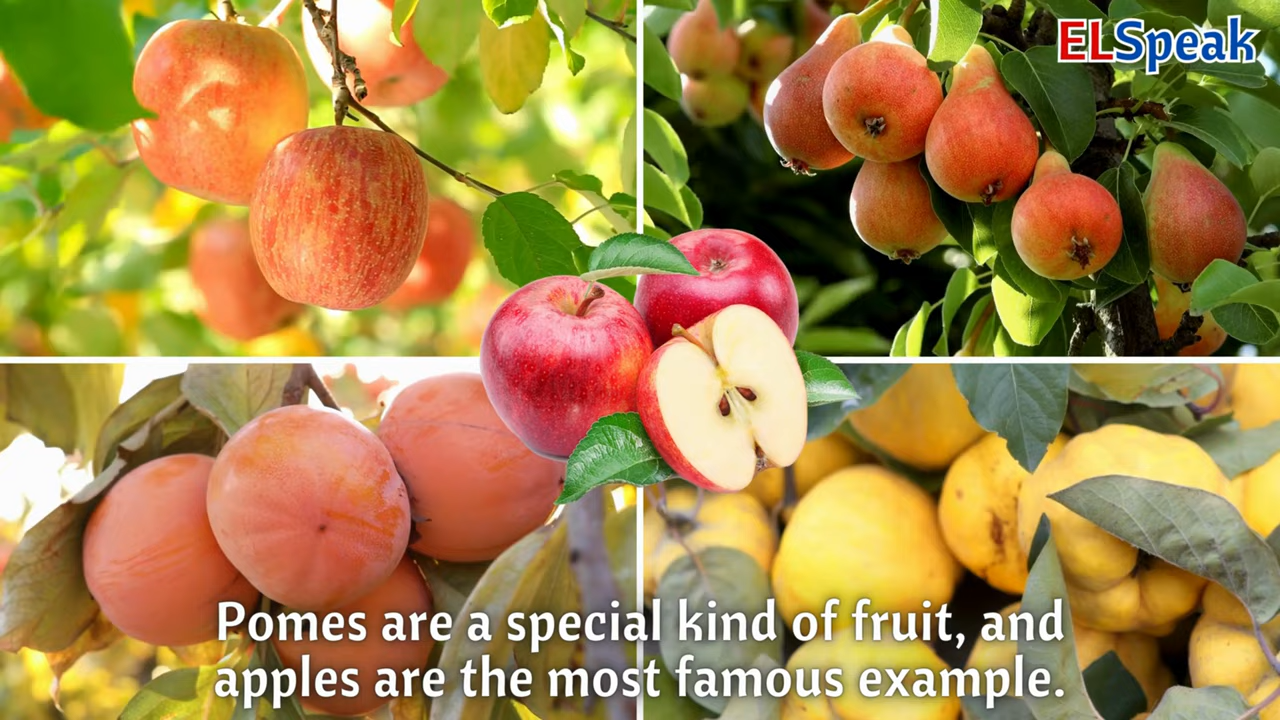 ELSpeak
Pomes are a special kind of fruit, and
apples are the most famous example.